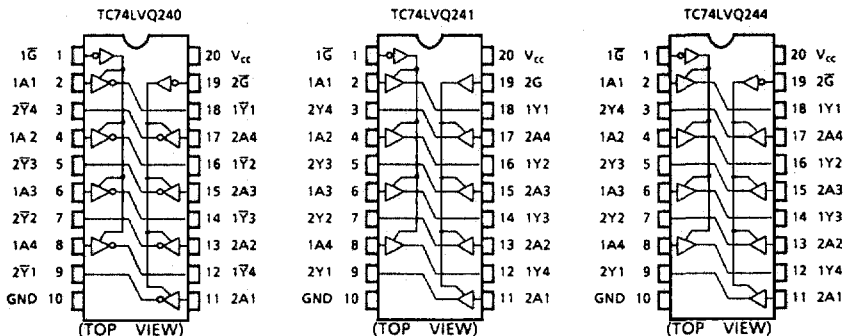 TC74LVQ240
1G̅ 1 20 Vcc
1A1 2 19 2G̅
2Y̅4 3 18 1Y̅1
1A2 4 17 2A4
2Y̅3 5 16 1Y̅2
1A3 6 15 2A3
2Y̅2 7 14 1Y̅3
1A4 8 13 2A2
2Y̅1 9 12 1Y̅4
GND 10 11 2A1
(TOP VIEW)
TC74LVQ241
1G̅ 1 20 Vcc
1A1 2 19 2G
2Y4 3 18 1Y1
1A2 4 17 2A4
2Y3 5 16 1Y2
1A3 6 15 2A3
2Y2 7 14 1Y3
1A4 8 13 2A2
2Y1 9 12 1Y4
GND 10 11 2A1
(TOP VIEW)
TC74LVQ244
1G̅ 1 20 Vcc
1A1 2 19 2G̅
2Y4 3 18 1Y1
1A2 4 17 2A4
2Y3 5 16 1Y2
1A3 6 15 2A3
2Y2 7 14 1Y3
1A4 8 13 2A2
2Y1 9 12 1Y4
GND 10 11 2A1
(TOP VIEW)